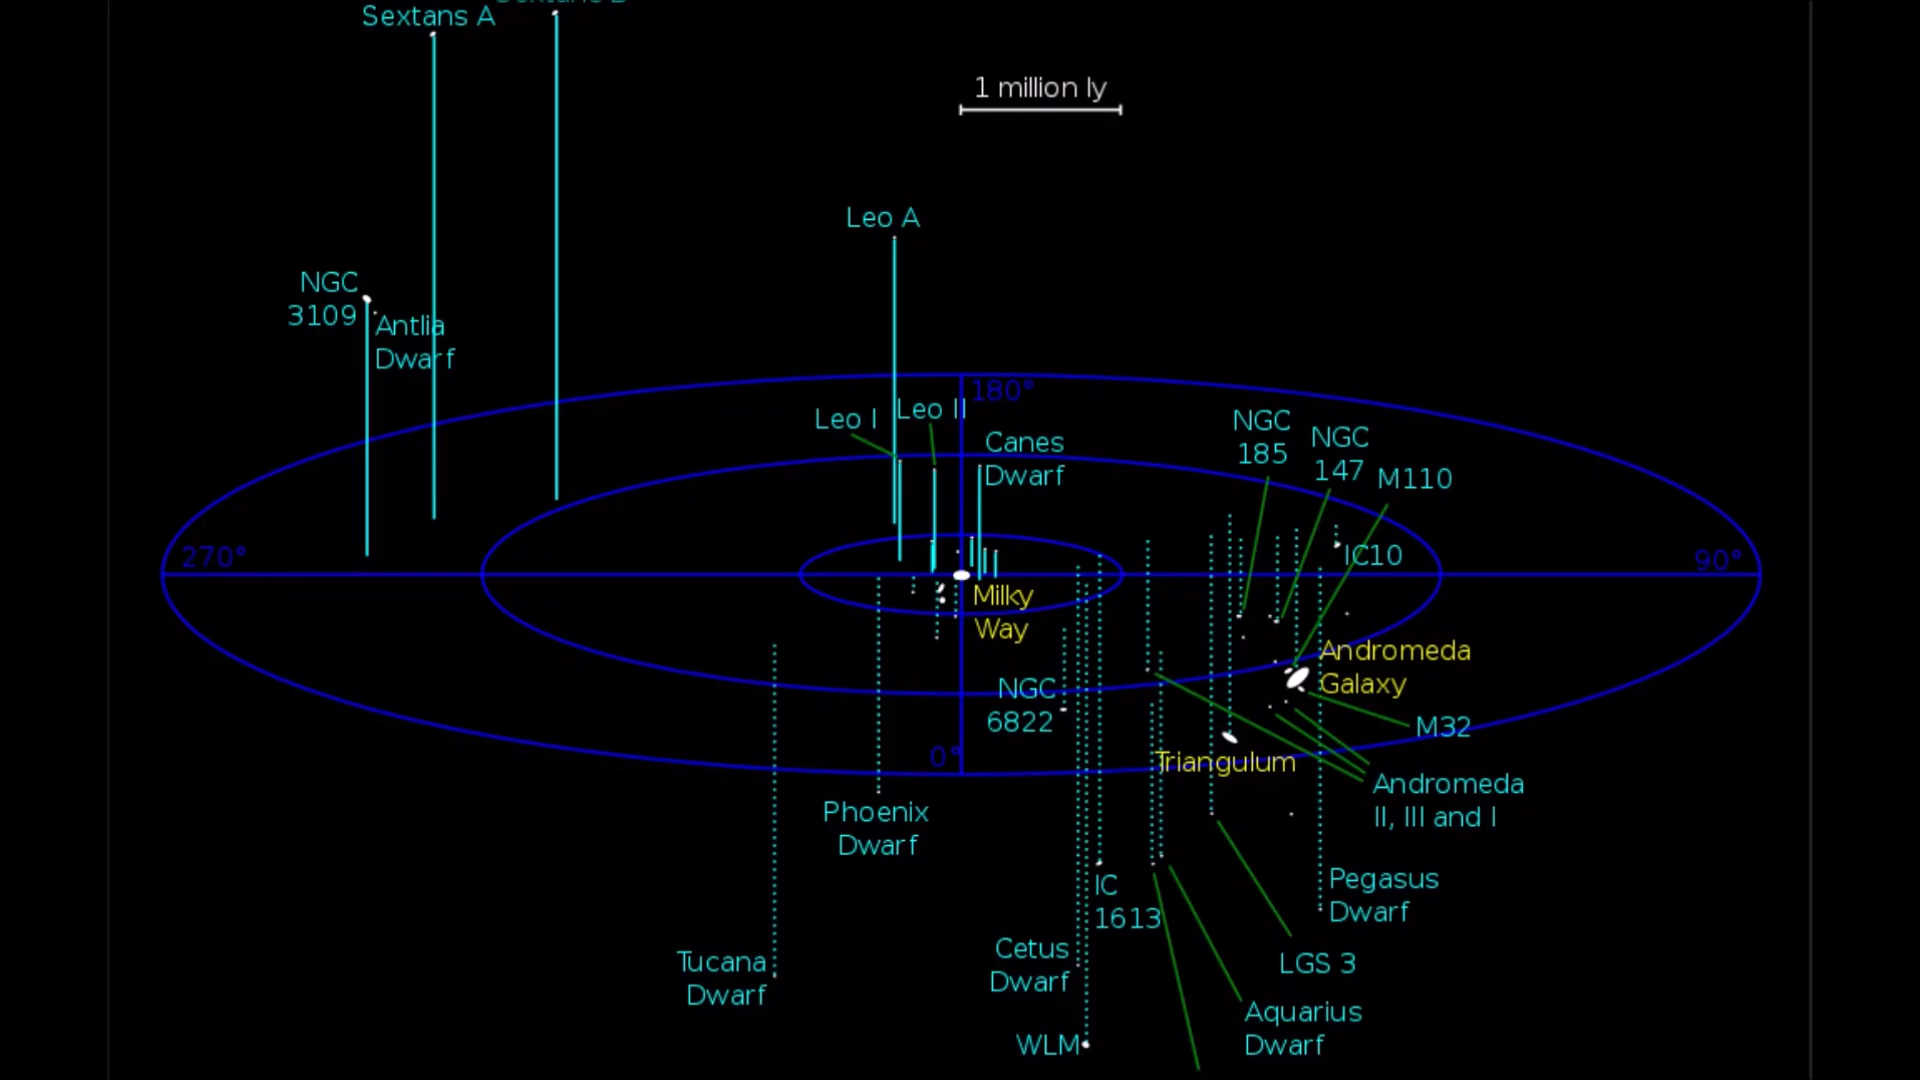 Sextans A
1 million ly
Leo A
NGC
3109
Antlia
Dwarf
180°
Leo I
Leo II
Canes
Dwarf
NGC
185
NGC
147
M110
270°
IC10
90°
Milky
Way
Andromeda
Galaxy
NGC
6822
M32
0°
Triangulum
Andromeda
II, III and I
Phoenix
Dwarf
IC
1613
Pegasus
Dwarf
Tucana
Dwarf
Cetus
Dwarf
LGS 3
Aquarius
Dwarf
WLM